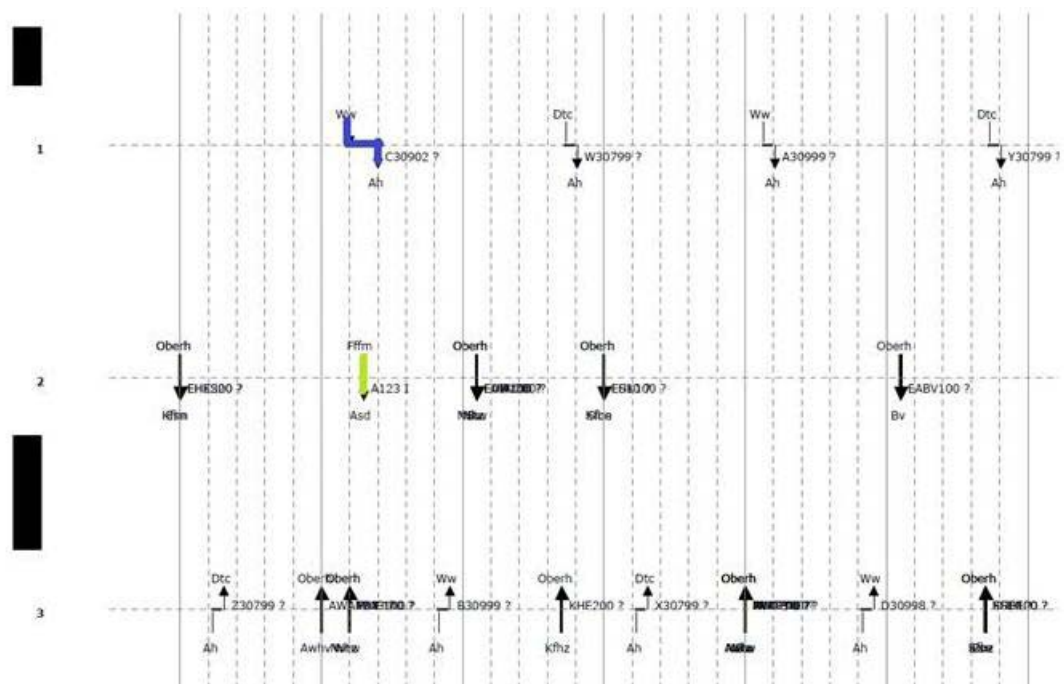 Ww Dtc Ww Dtc
1
C30902 ? W30799 ? A30999 ? Y30799 ?
Ah Ah Ah Ah
Oberh Fffm Oberh Oberh Oberh
2
A123 I EABV100 ?
Asd Bv
Dtc Oberh Oberh Ww Oberh Dtc Oberh Ww Oberh
3
Z30799 ? B30999 ? KHE200 ? X30799 ? D30998 ?
Ah Ah Kfhz Ah Ah